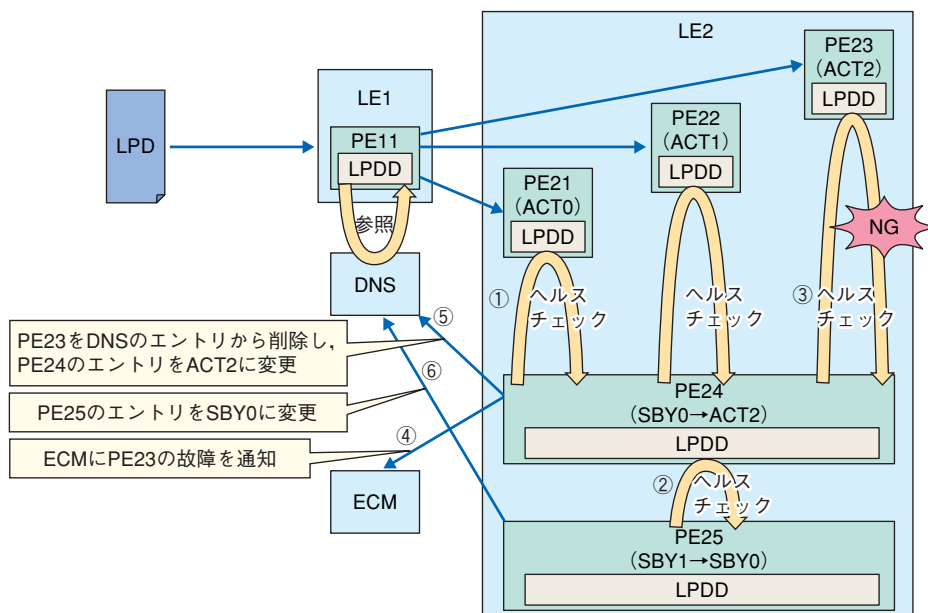 LE2
PE23
(ACT2)
LPDD
LE1
PE22
(ACT1)
LPDD
LPD
PE11
LPDD
PE21
(ACT0)
LPDD
参照
NG
DNS
① ヘルス
チェック
ヘルス
チェック
③ ヘルス
チェック
⑤
PE23をDNSのエントリから削除し,
PE24のエントリをACT2に変更
⑥
PE25のエントリをSBY0に変更
④
ECMにPE23の故障を通知
PE24
(SBY0→ACT2)
LPDD
ECM
② ヘルス
チェック
PE25
(SBY1→SBY0)
LPDD